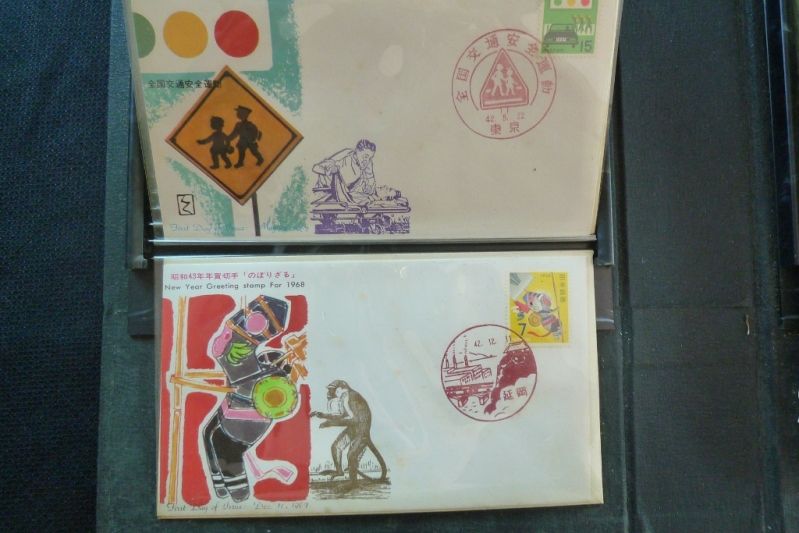 全国交通安全運動
15
全国交通安全運動
42. 5. 22
東京
First Day of Issue
昭和43年年賀切手「のぼりざる」
New Year Greeting stamp For 1968
7
日本郵便
42. 12. 11
延岡
First Day of Issue Dec. 11, 1967